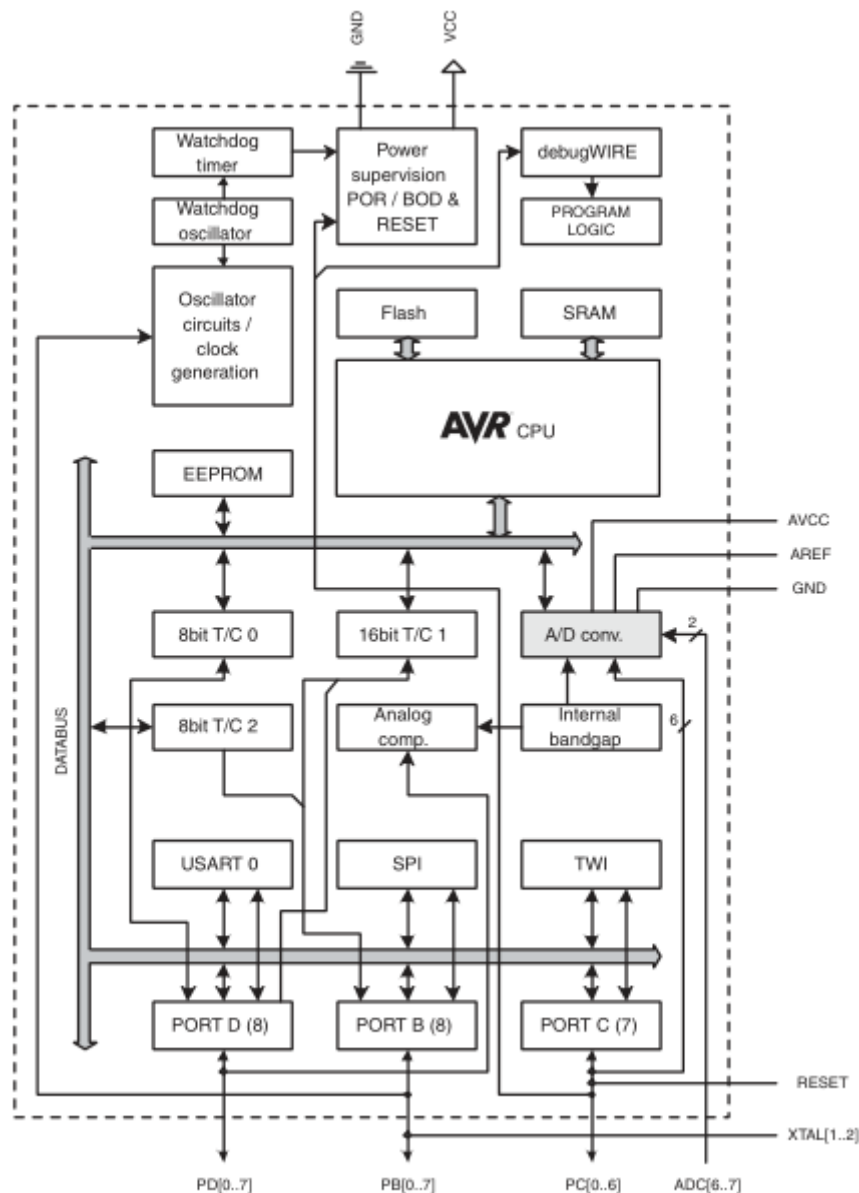 GND
VCC
Watchdog
timer
Power
supervision
POR / BOD &
RESET
debugWIRE
Watchdog
oscillator
PROGRAM
LOGIC
Oscillator
circuits /
clock
generation
Flash
SRAM
AVR CPU
EEPROM
AVCC
AREF
GND
8bit T/C 0
16bit T/C 1
A/D conv.
2
8bit T/C 2
Analog
comp.
Internal
bandgap
6
DATABUS
USART 0
SPI
TWI
PORT D (8)
PORT B (8)
PORT C (7)
RESET
XTAL[1..2]
PD[0..7]
PB[0..7]
PC[0..6]
ADC[6..7]